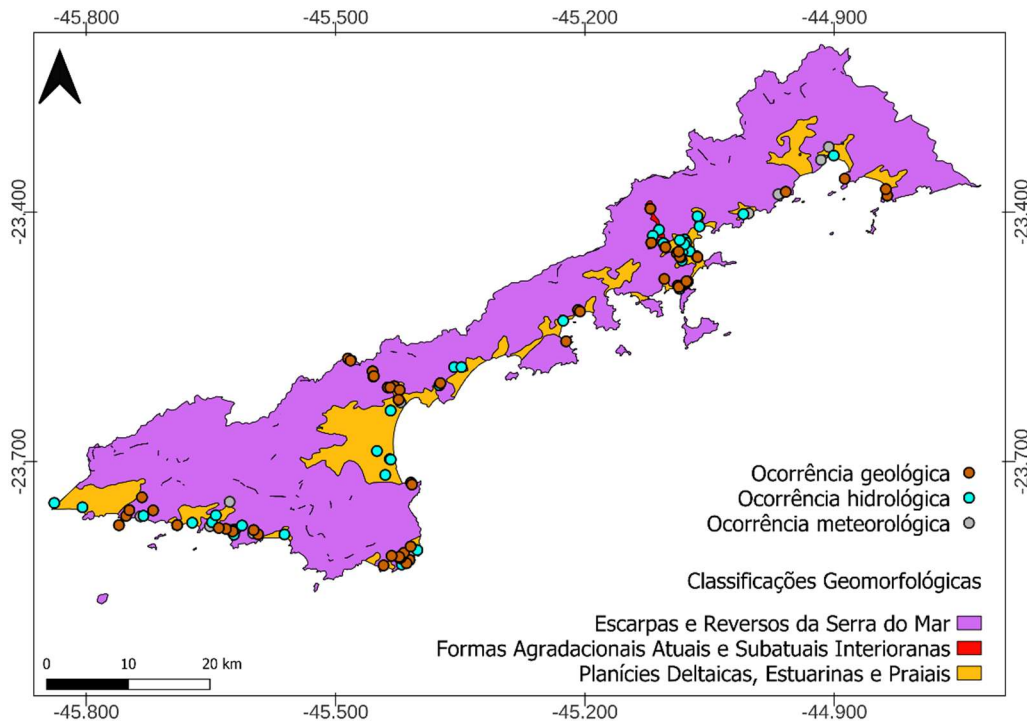 -45.800 -45.500 -45.200 -44.900
-23.400 -23.400
-23.700 -23.700
Ocorrência geológica
Ocorrência hidrológica
Ocorrência meteorológica
Classificações Geomorfológicas
Escarpas e Reversos da Serra do Mar
Formas Agradacionais Atuais e Subatuais Interioranas
Planícies Deltaicas, Estuarinas e Praiais
0 10 20 km
-45.800 -45.500 -45.200 -44.900